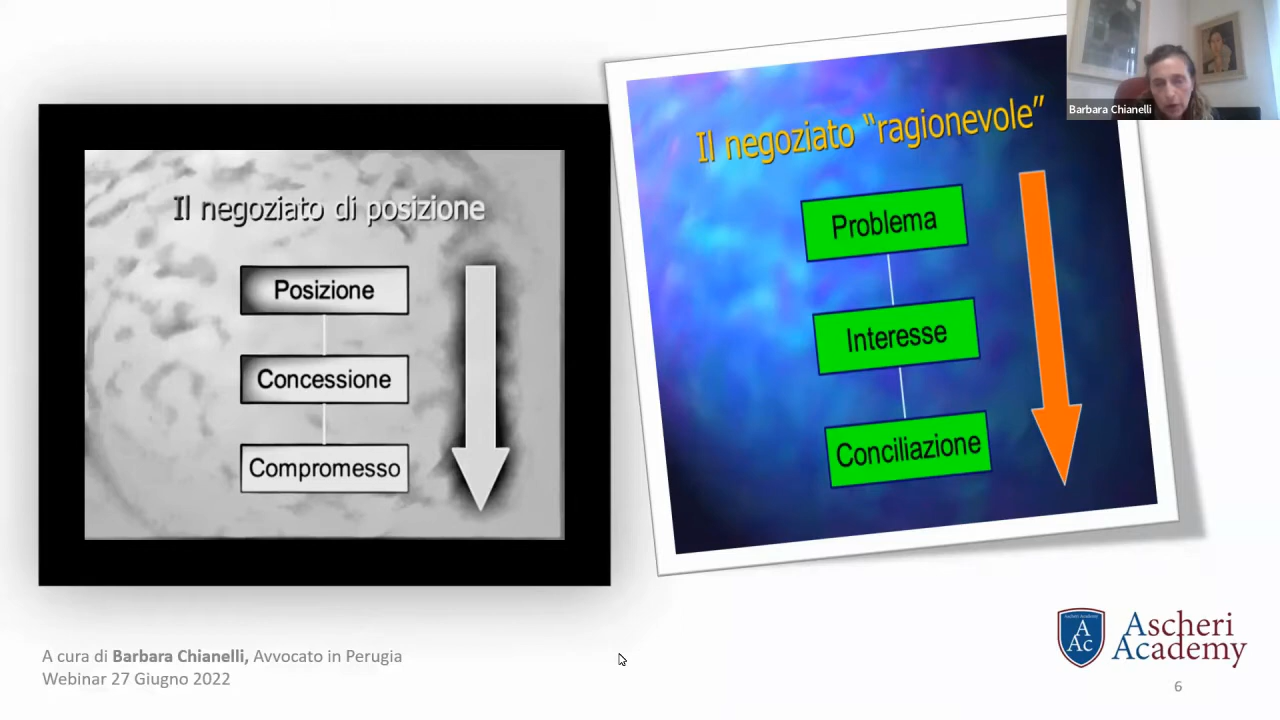 Il negoziato di posizione
Posizione
Concessione
Compromesso
Il negoziato “ragionevole”
Problema
Interesse
Conciliazione
Barbara Chianelli
A cura di Barbara Chianelli, Avvocato in Perugia
Webinar 27 Giugno 2022
A
Ac
Ascheri
Academy
6